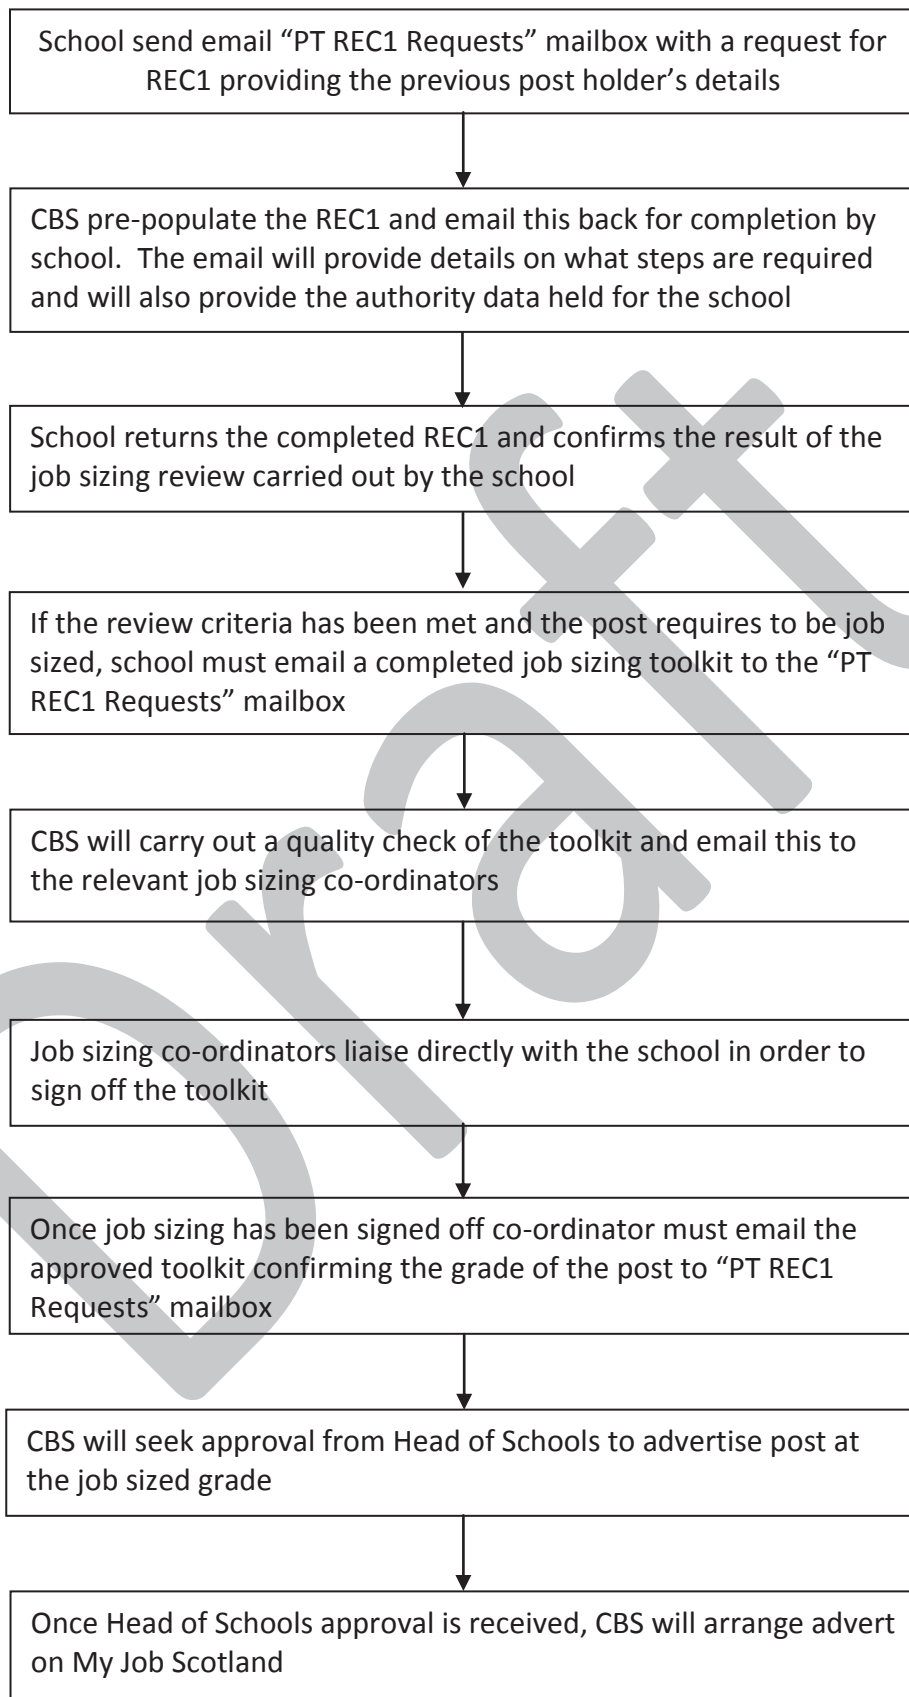 School send email “PT REC1 Requests” mailbox with a request for
REC1 providing the previous post holder’s details
CBS pre-populate the REC1 and email this back for completion by
school.  The email will provide details on what steps are required
and will also provide the authority data held for the school
School returns the completed REC1 and confirms the result of the
job sizing review carried out by the school
If the review criteria has been met and the post requires to be job
sized, school must email a completed job sizing toolkit to the “PT
REC1 Requests” mailbox
CBS will carry out a quality check of the toolkit and email this to
the relevant job sizing co-ordinators
Job sizing co-ordinators liaise directly with the school in order to
sign off the toolkit
Once job sizing has been signed off co-ordinator must email the
approved toolkit confirming the grade of the post to “PT REC1
Requests” mailbox
CBS will seek approval from Head of Schools to advertise post at
the job sized grade
Once Head of Schools approval is received, CBS will arrange advert
on My Job Scotland
Draft